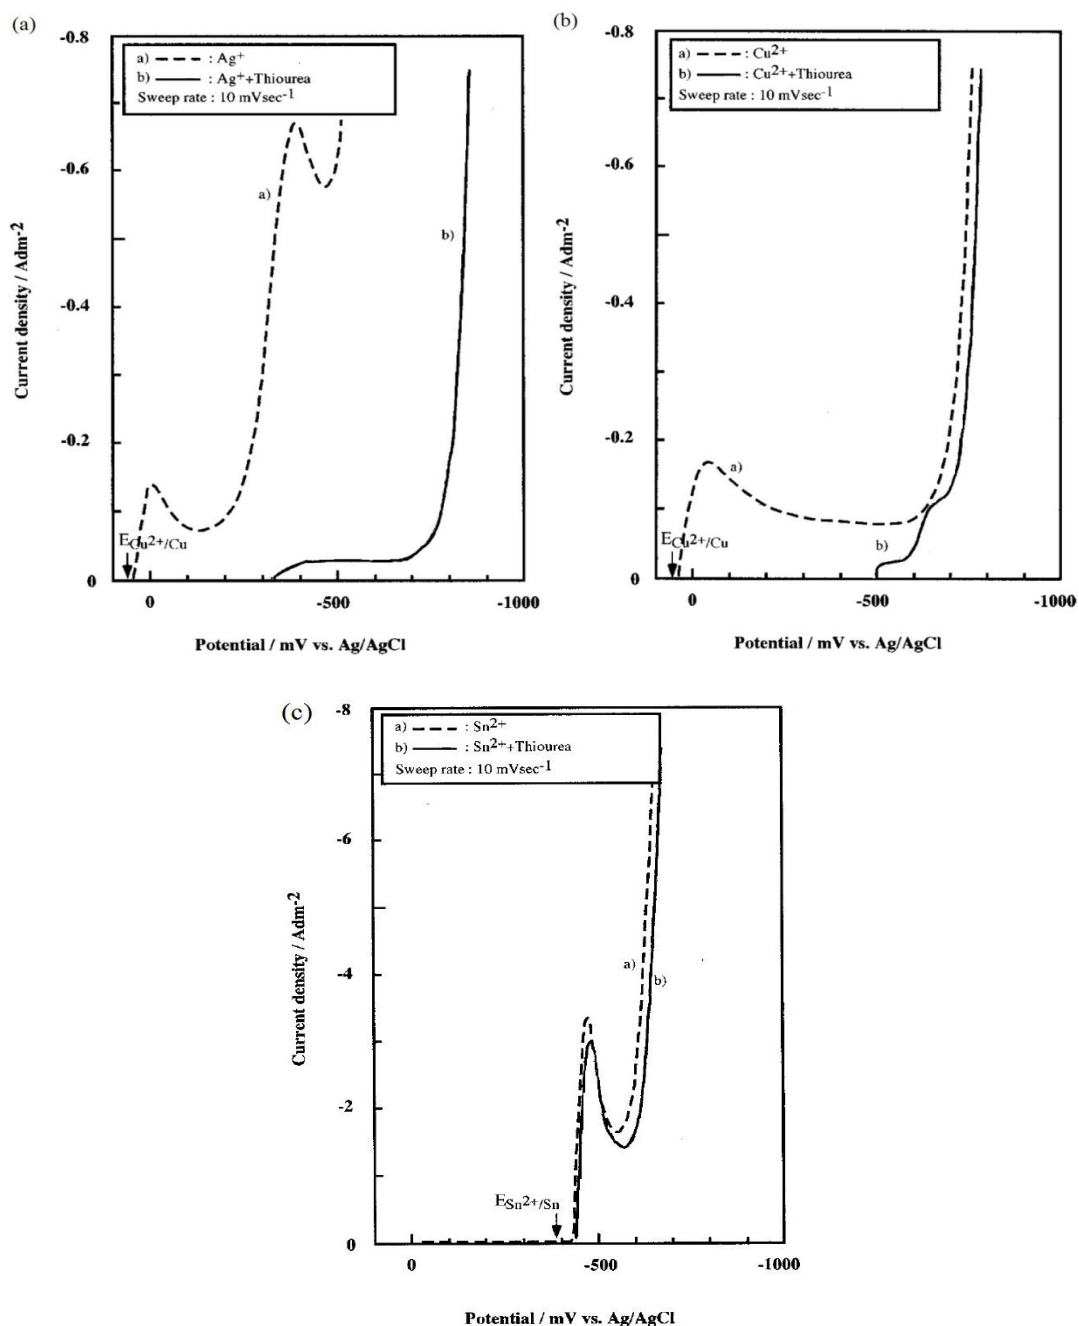 (a)
-0.8
a) : Ag+
b) : Ag++Thiourea
Sweep rate : 10 mVsec-1
-0.6
a)
b)
-0.4
-0.2
ECu2+/Cu
0
0 -500 -1000
Current density / Adm-2
Potential / mV vs. Ag/AgCl
(b)
-0.8
a) : Cu2+
b) : Cu2++Thiourea
Sweep rate : 10 mVsec-1
-0.6
-0.4
-0.2
a)
ECu2+/Cu
b)
0
0 -500 -1000
Current density / Adm-2
Potential / mV vs. Ag/AgCl
(c)
-8
a) : Sn2+
b) : Sn2++Thiourea
Sweep rate : 10 mVsec-1
-6
-4
a)
b)
-2
ESn2+/Sn
0
0 -500 -1000
Current density / Adm-2
Potential / mV vs. Ag/AgCl